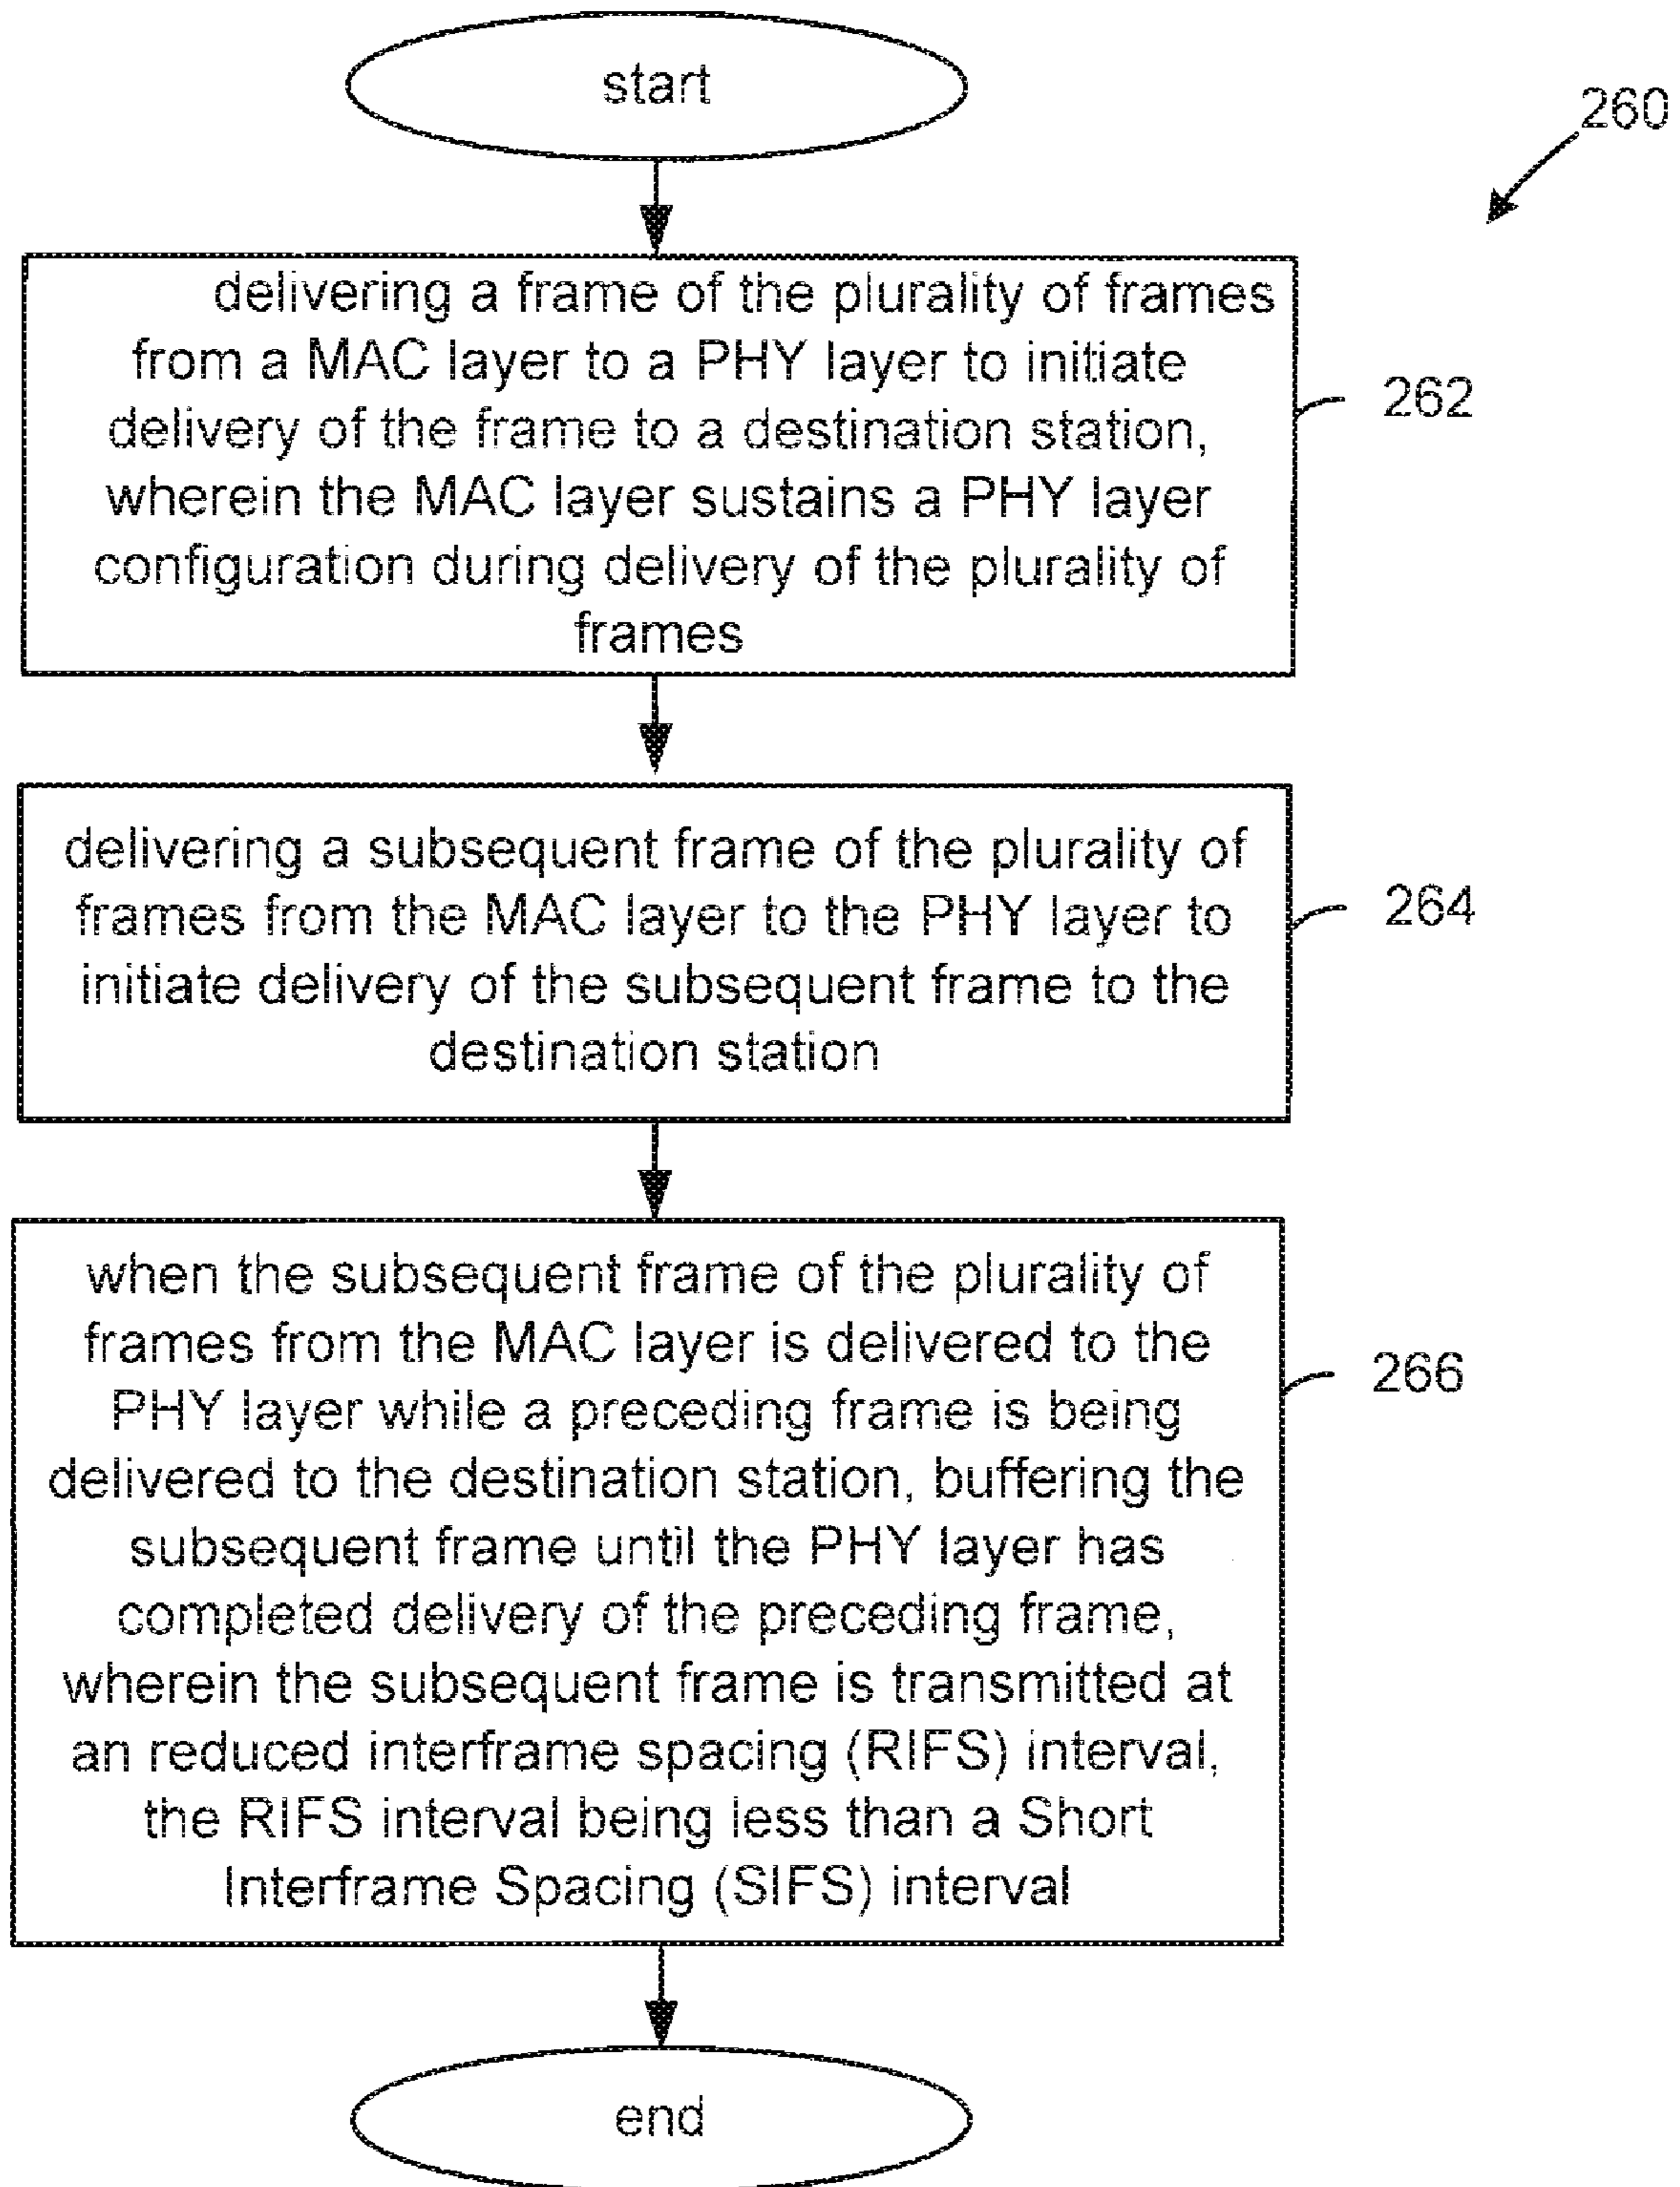 start
260
delivering a frame of the plurality of frames
from a MAC layer to a PHY layer to initiate
delivery of the frame to a destination station,
wherein the MAC layer sustains a PHY layer
configuration during delivery of the plurality of
frames
262
delivering a subsequent frame of the plurality of
frames from the MAC layer to the PHY layer to
initiate delivery of the subsequent frame to the
destination station
264
when the subsequent frame of the plurality of
frames from the MAC layer is delivered to the
PHY layer while a preceding frame is being
delivered to the destination station, buffering the
subsequent frame until the PHY layer has
completed delivery of the preceding frame,
wherein the subsequent frame is transmitted at
an reduced interframe spacing (RIFS) interval,
the RIFS interval being less than a Short
Interframe Spacing (SIFS) interval
266
end